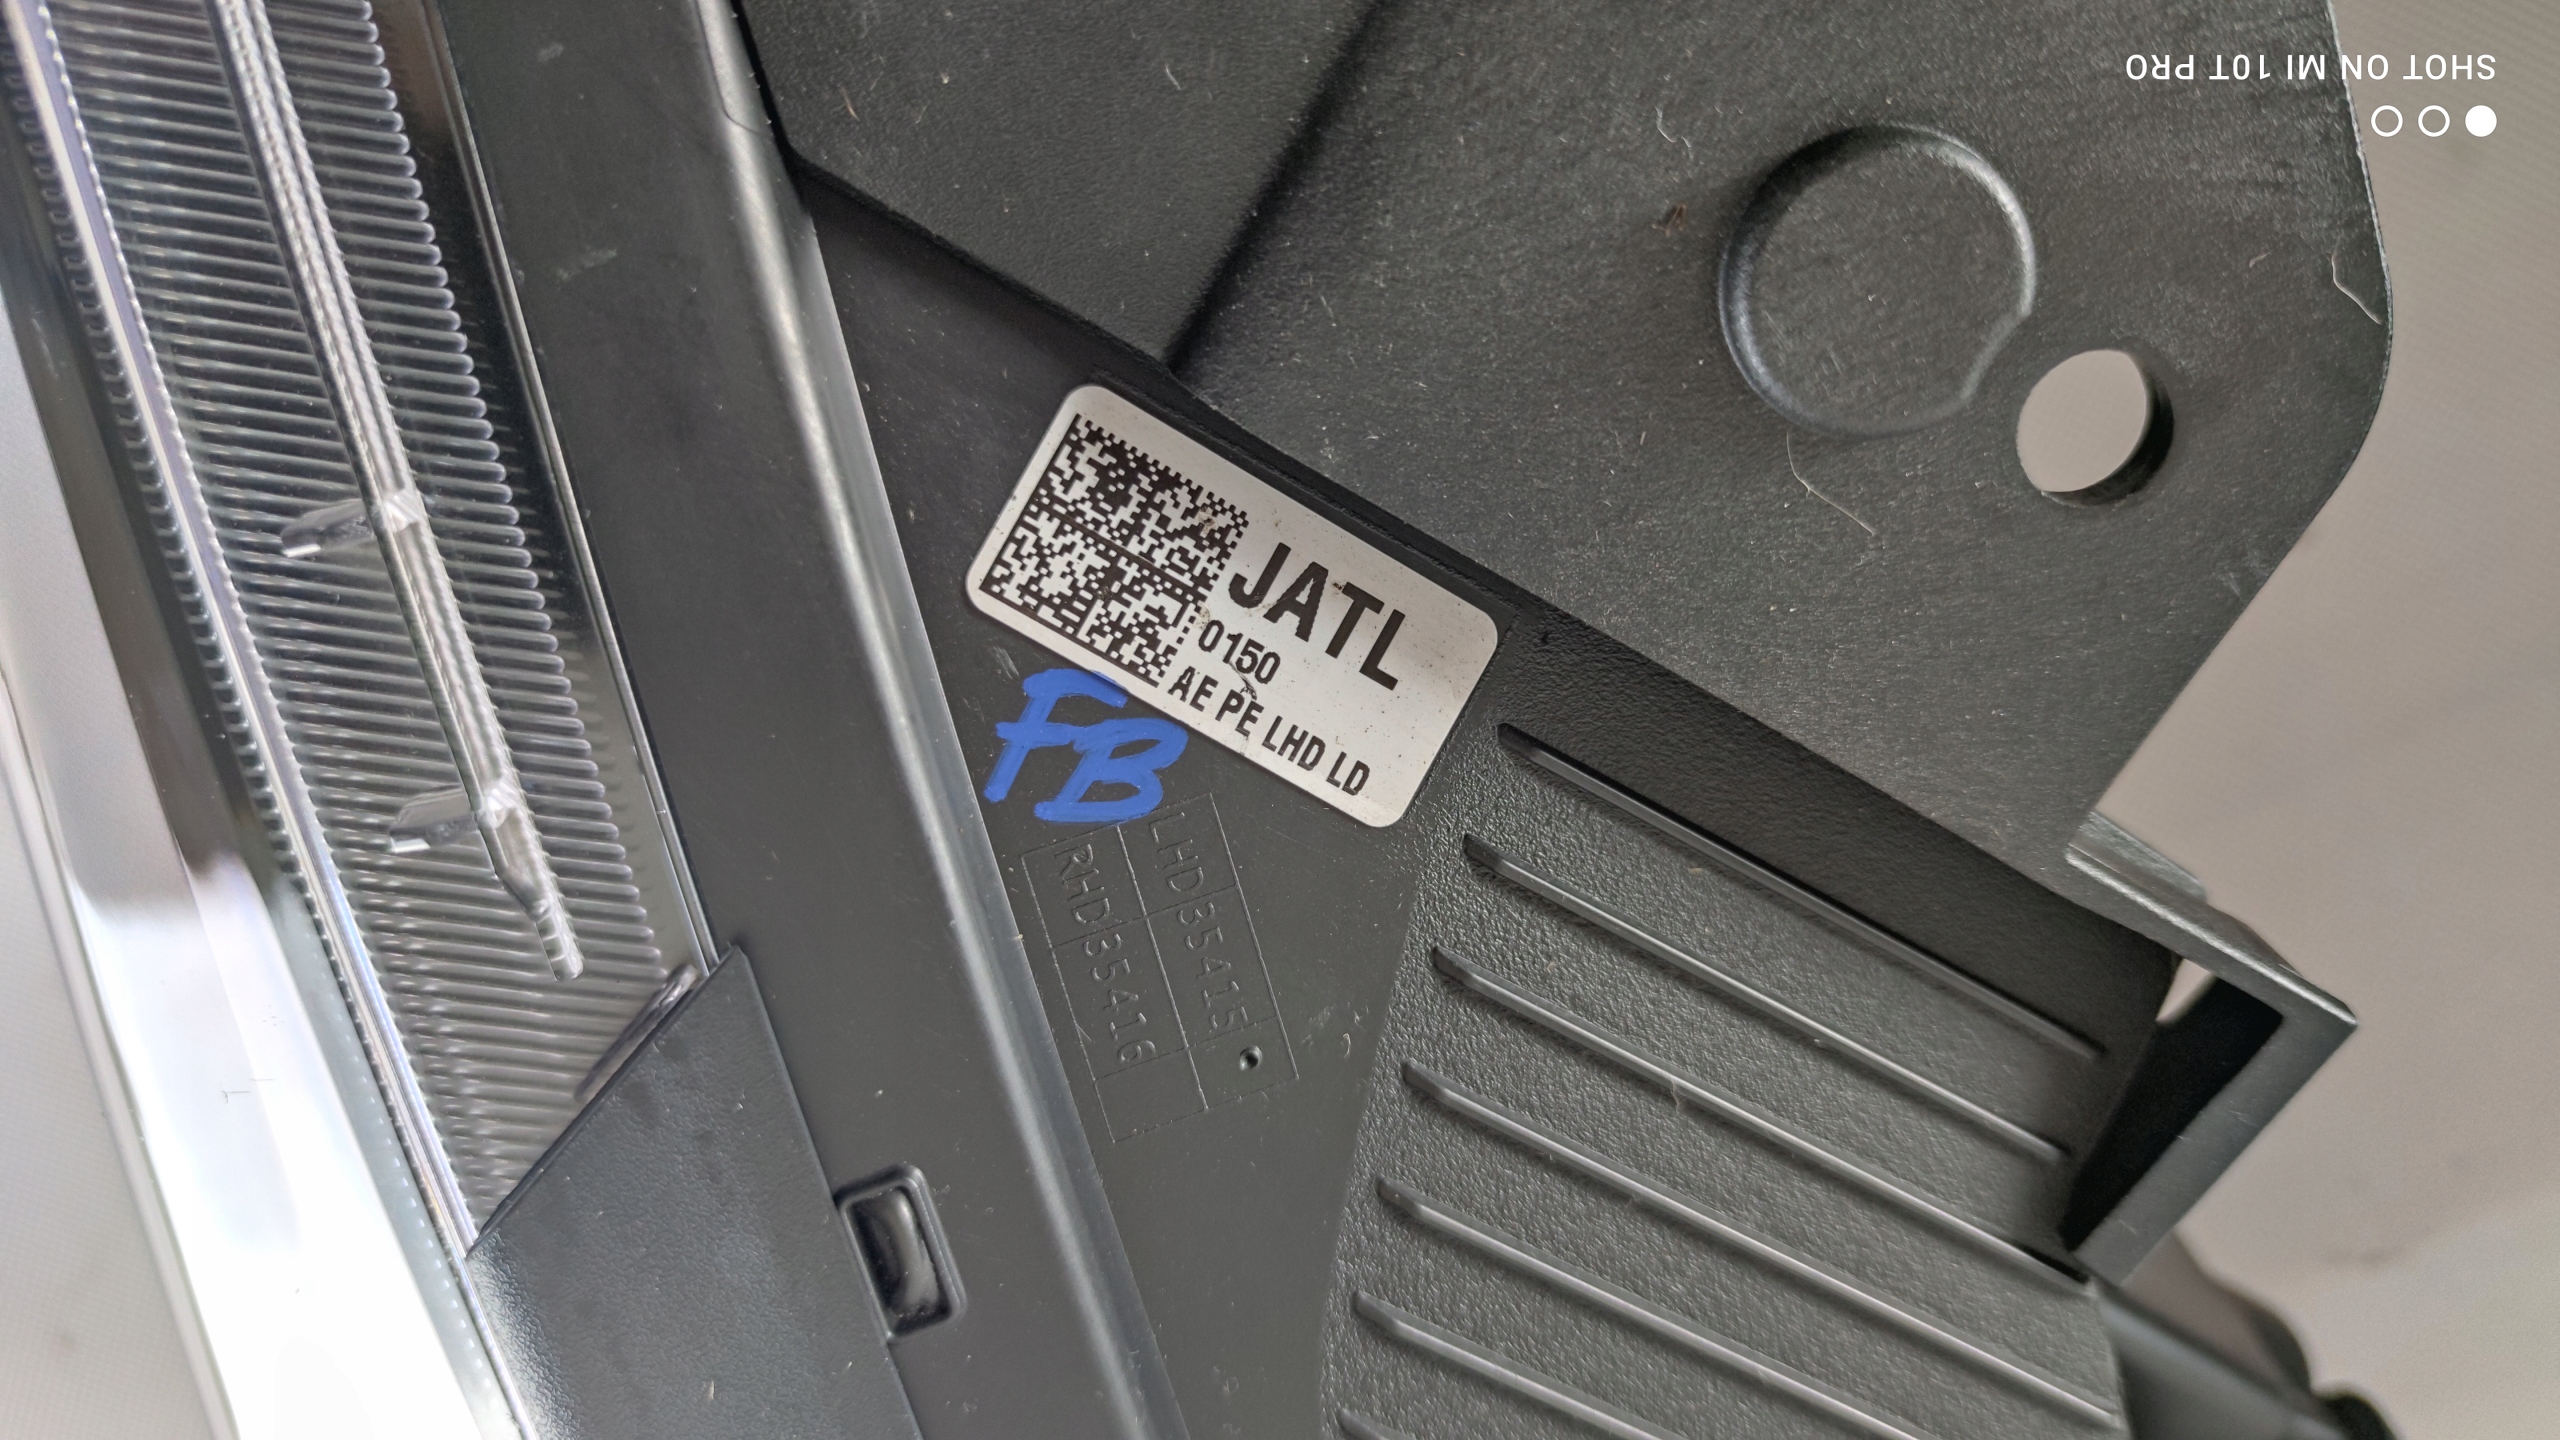 JATL
0150
AE PE LHD LD
FB
LHD 35415
RHD 35416
SHOT ON MI 10T PRO